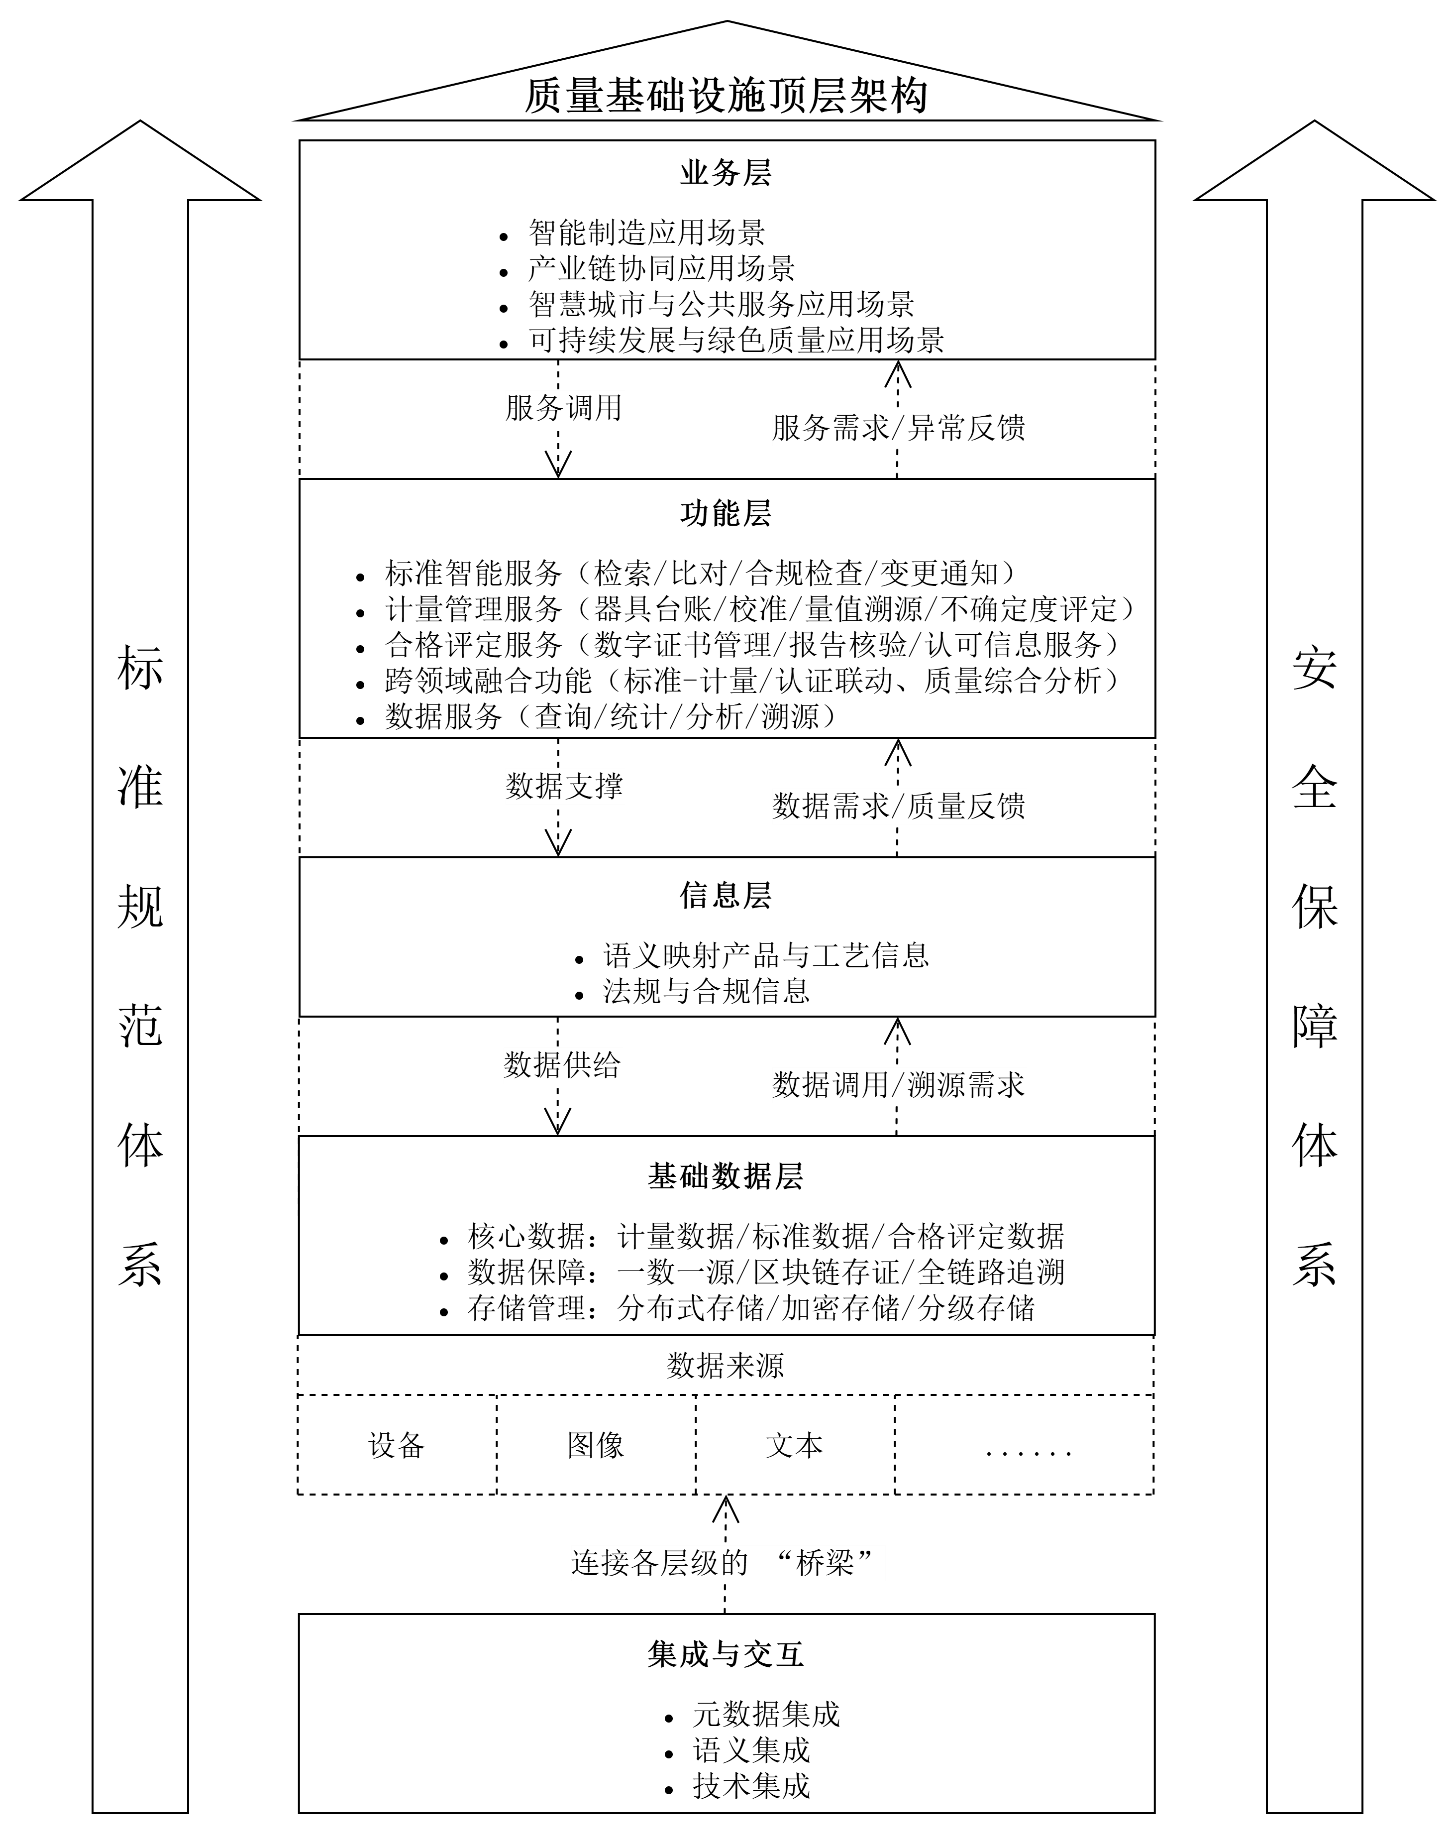 质量基础设施顶层架构
业务层
• 智能制造应用场景
• 产业链协同应用场景
• 智慧城市与公共服务应用场景
• 可持续发展与绿色质量应用场景
服务调用
服务需求/异常反馈
功能层
• 标准智能服务（检索/比对/合规检查/变更通知）
• 计量管理服务（器具台账/校准/量值溯源/不确定度评定）
• 合格评定服务（数字证书管理/报告核验/认可信息服务）
• 跨领域融合功能（标准-计量/认证联动、质量综合分析）
• 数据服务（查询/统计/分析/溯源）
数据支撑
数据需求/质量反馈
信息层
• 语义映射产品与工艺信息
• 法规与合规信息
数据供给
数据调用/溯源需求
基础数据层
• 核心数据：计量数据/标准数据/合格评定数据
• 数据保障：一数一源/区块链存证/全链路追溯
• 存储管理：分布式存储/加密存储/分级存储
数据来源
设备
图像
文本
......
连接各层级的 “桥梁”
集成与交互
• 元数据集成
• 语义集成
• 技术集成
标准规范体系
安全保障体系